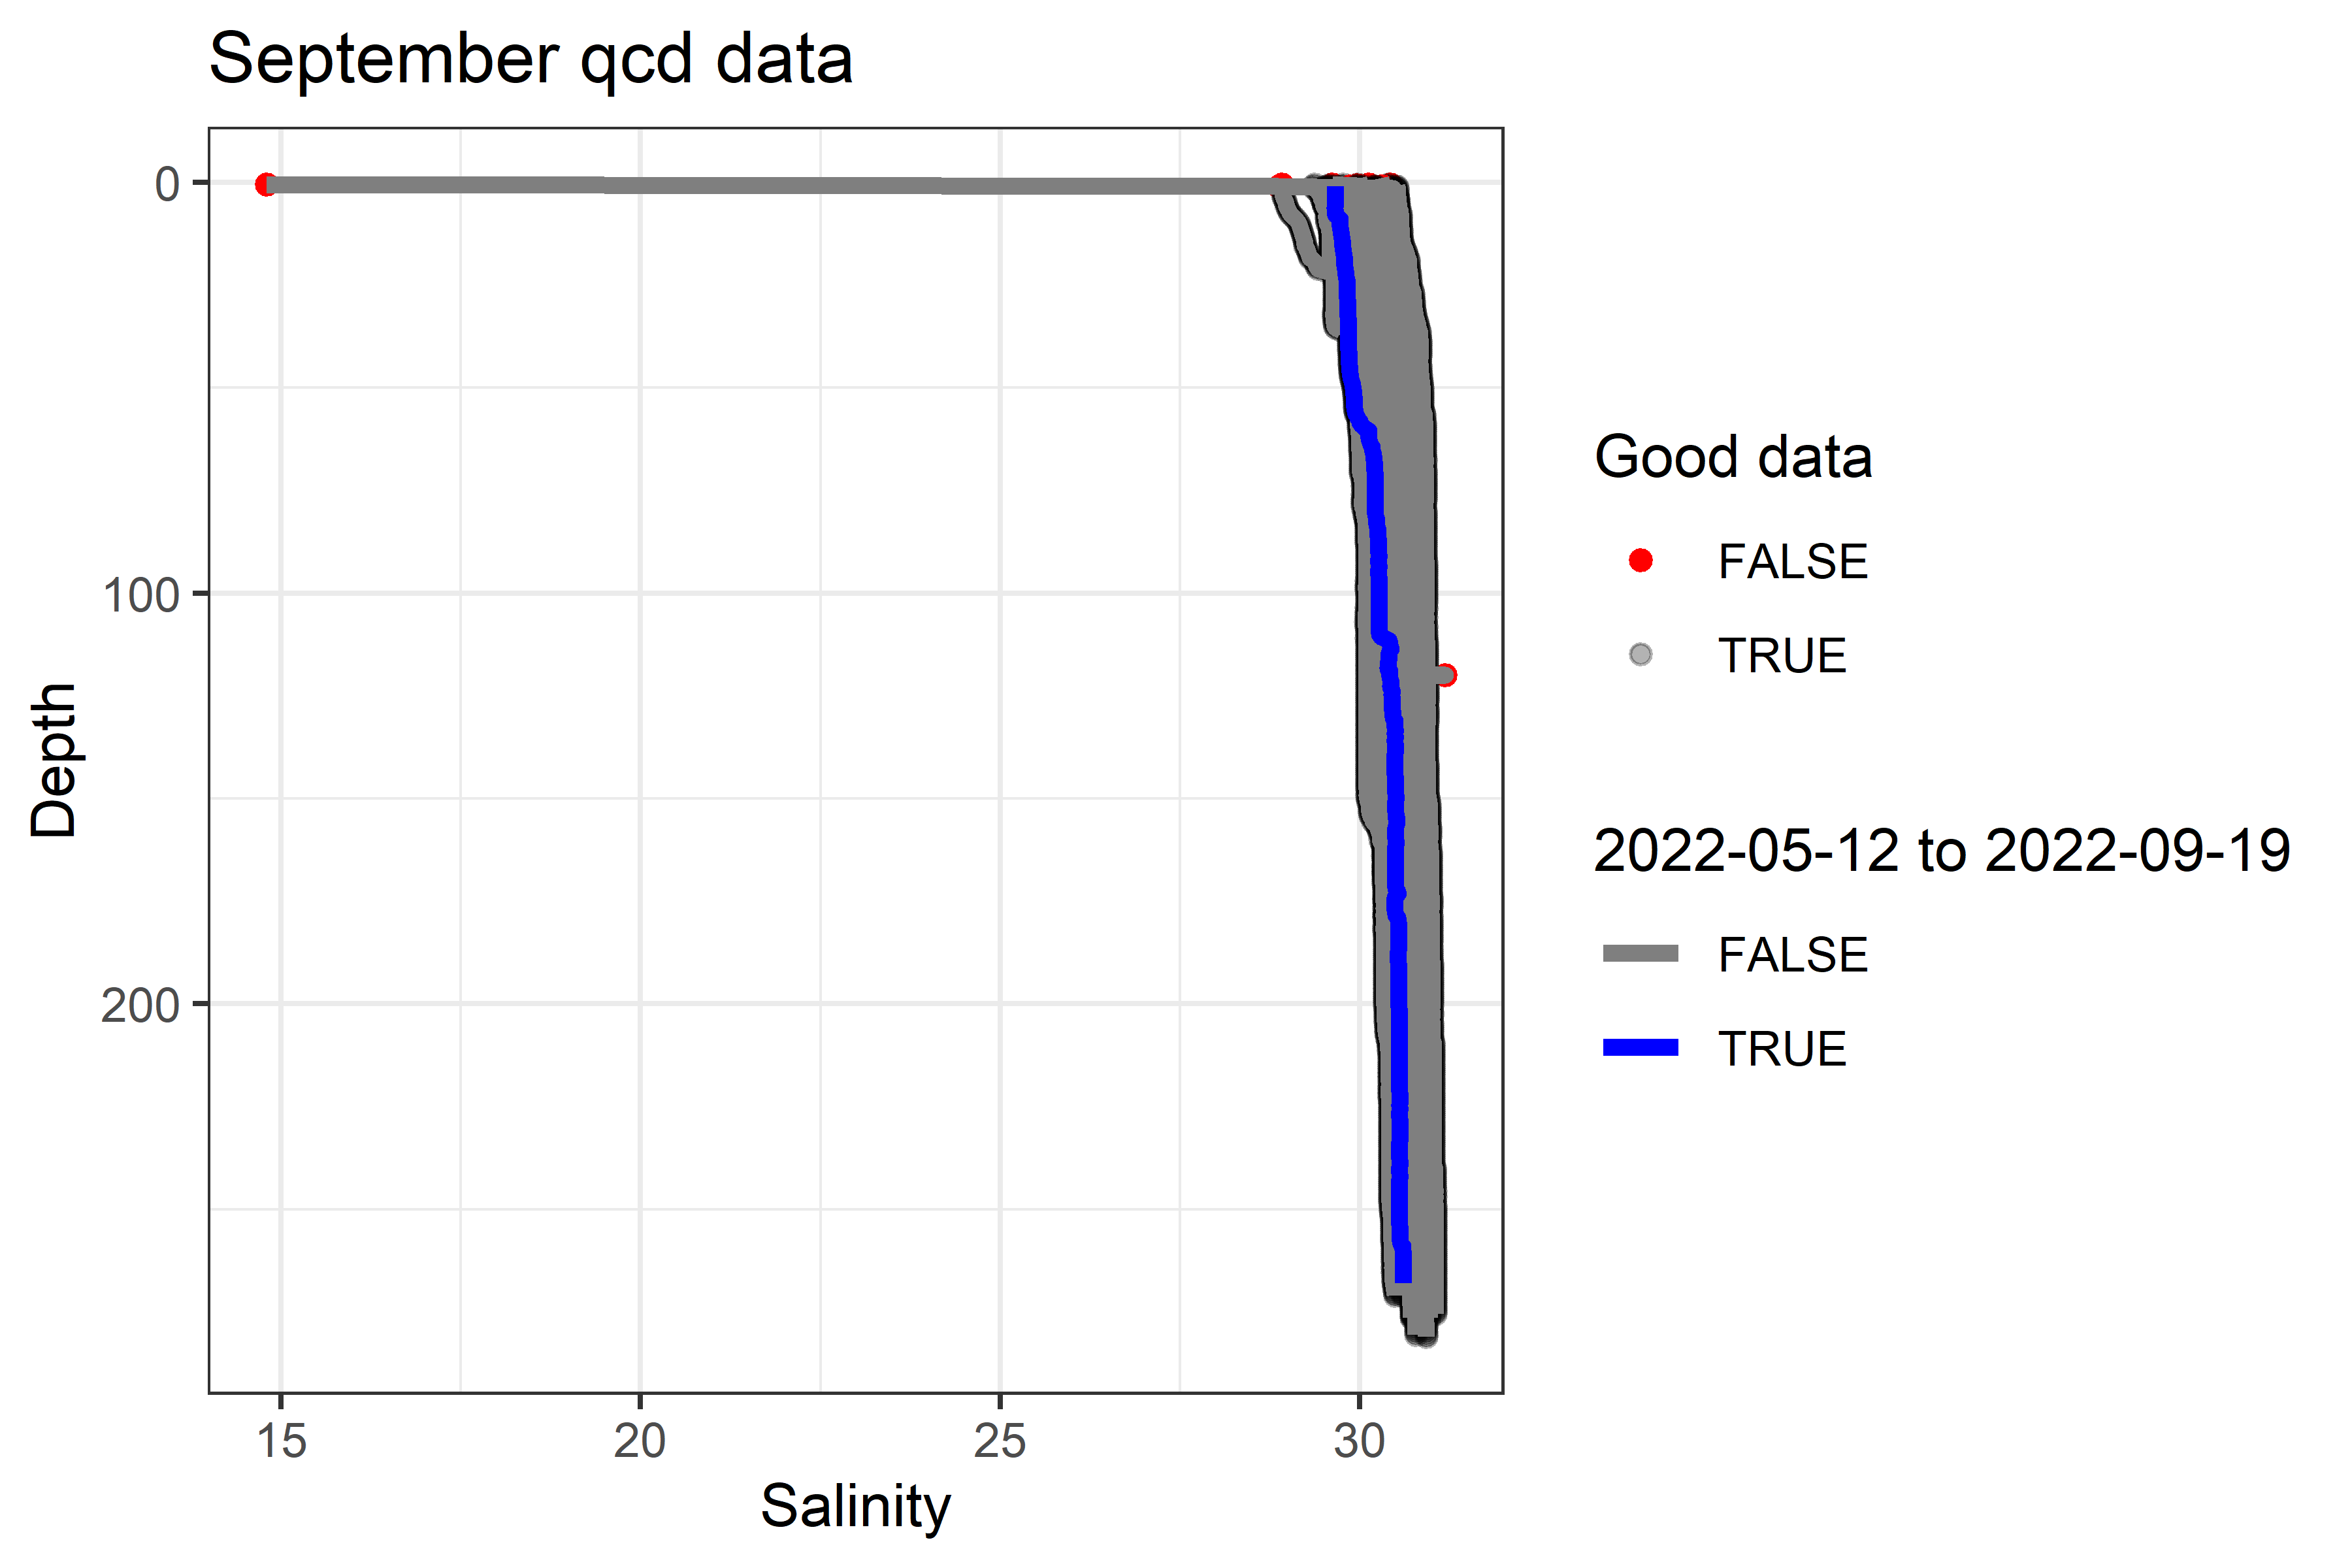 September qcd data
0
100
200
Depth
15 20 25 30
Salinity
Good data
FALSE
TRUE
2022-05-12 to 2022-09-19
FALSE
TRUE